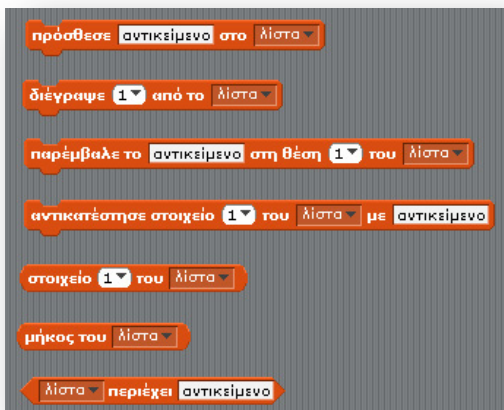 πρόσθεσε αντικείμενο στο λίστα
διέγραψε 1 από το λίστα
παρέμβαλε το αντικείμενο στη θέση 1 του λίστα
αντικατέστησε στοιχείο 1 του λίστα με αντικείμενο
στοιχείο 1 του λίστα
μήκος του λίστα
λίστα περιέχει αντικείμενο